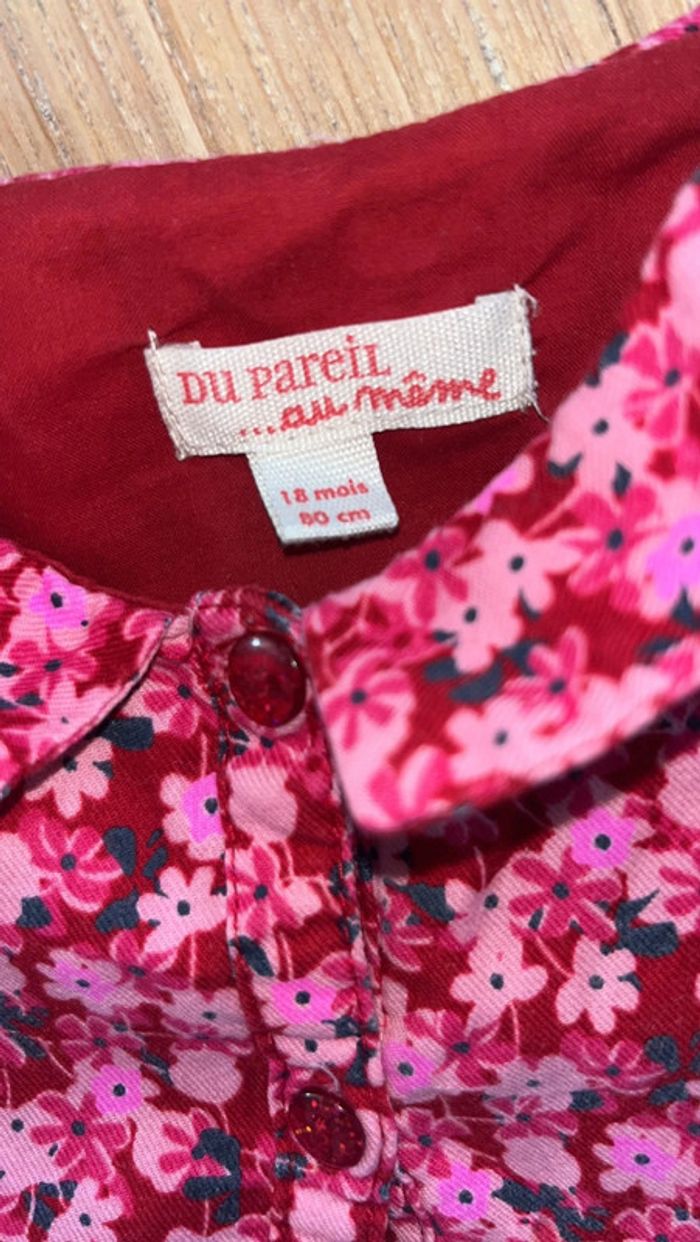 DU PAREIL
...au même
18 mois
80 cm